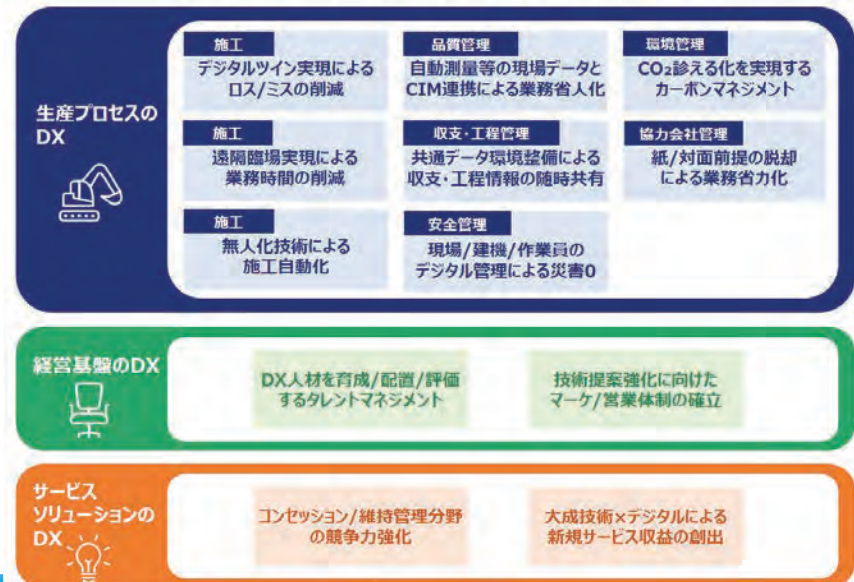 生産プロセスの
DX
施工
デジタルツイン実現による
ロス/ミスの削減
品質管理
自動測量等の現場データと
CIM連携による業務省人化
環境管理
CO₂診える化を実現する
カーボンマネジメント
施工
遠隔臨場実現による
業務時間の削減
収支・工程管理
共通データ環境整備による
収支・工程情報の随時共有
協力会社管理
紙/対面前提の脱却
による業務省力化
施工
無人化技術による
施工自動化
安全管理
現場/建機/作業員の
デジタル管理による災害0
経営基盤のDX
DX人材を育成/配置/評価
するタレントマネジメント
技術提案強化に向けた
マーケ/営業体制の確立
サービス
ソリューションの
DX
コンセッション/維持管理分野
の競争力強化
大成技術×デジタルによる
新規サービス収益の創出